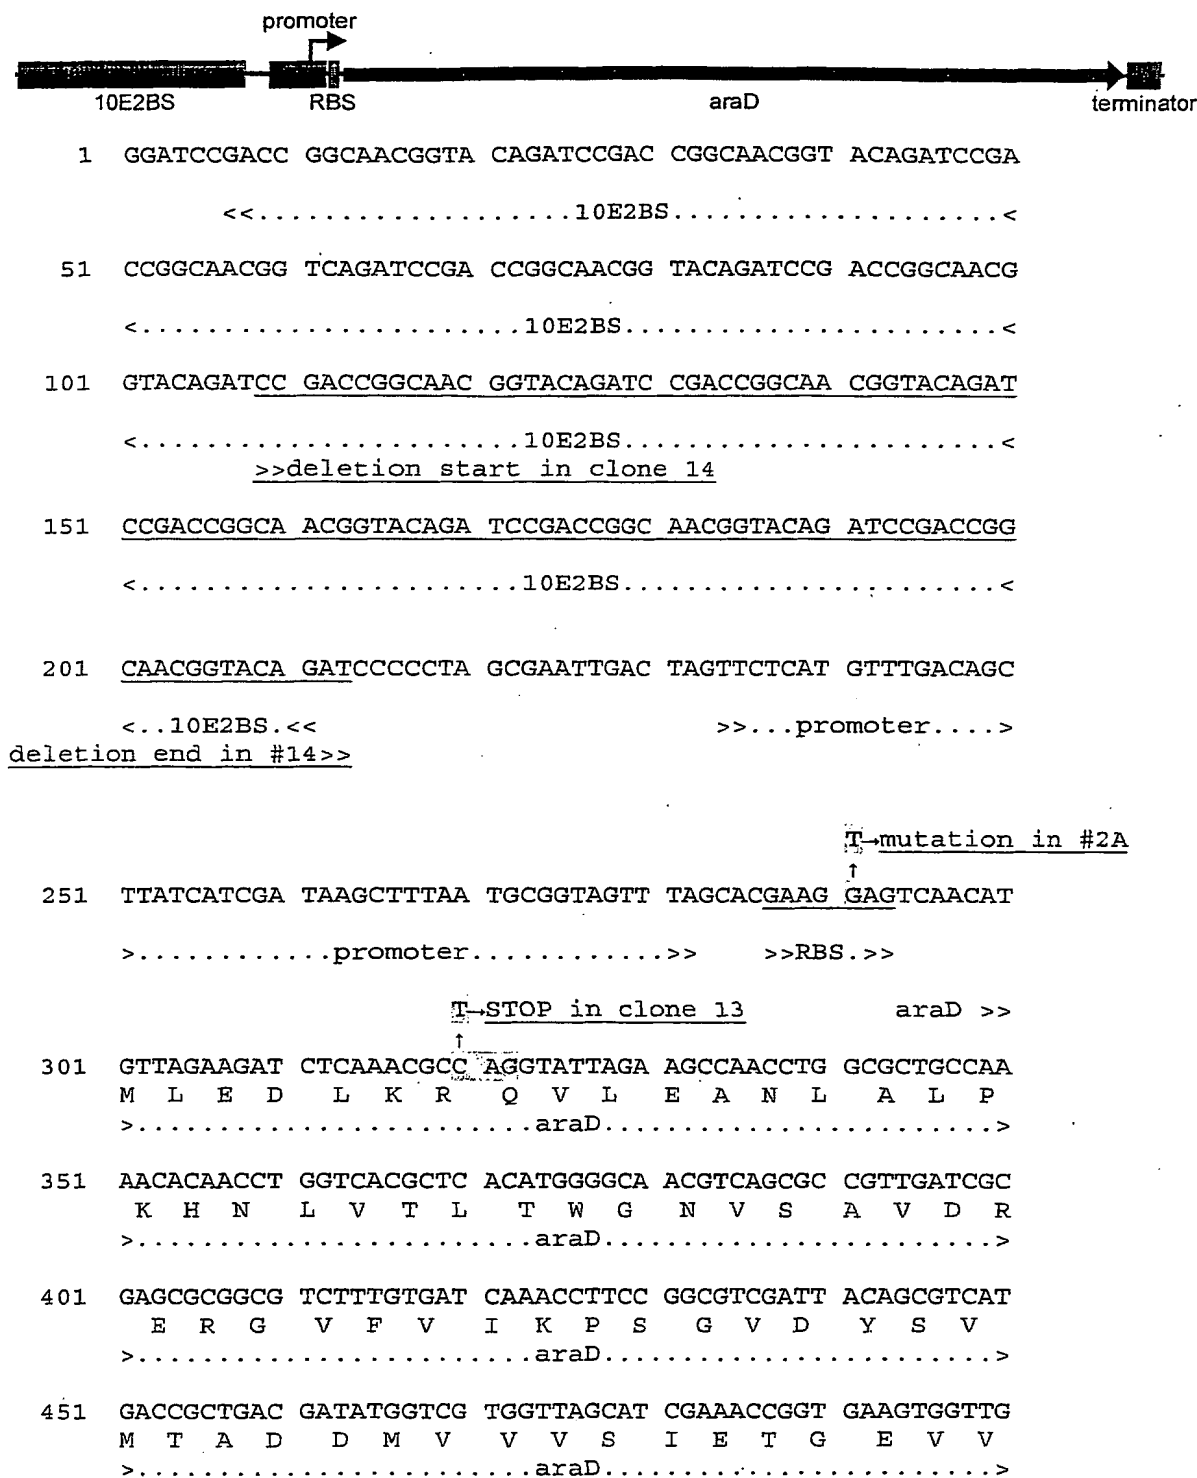 promoter
10E2BS RBS araD terminator
1 GGATCCGACC GGCAACGGTA CAGATCCGAC CGGCAACGGT ACAGATCCGA
<<...................10E2BS....................<
51 CCGGCAACGG TCAGATCCGA CCGGCAACGG TACAGATCCG ACCGGCAACG
<.......................10E2BS.......................<
101 GTACAGATCC GACCGGCAAC GGTACAGATC CGACCGGCAA CGGTACAGAT
<.......................10E2BS.......................<
>>deletion start in clone 14
151 CCGACCGGCA ACGGTACAGA TCCGACCGGC AACGGTACAG ATCCGACCGG
<.......................10E2BS.......................<
201 CAACGGTACA GATCCCCCTA GCGAATTGAC TAGTTCTCAT GTTTGACAGC
<..10E2BS.<< >>...promoter....>
deletion end in #14>>
T→mutation in #2A
↑
251 TTATCATCGA TAAGCTTTAA TGCGGTAGTT TAGCACGAAG GAGTCAACAT
>............promoter............>> >>RBS.>>
T→STOP in clone 13 araD >>
↑
301 GTTAGAAGAT CTCAAACGCC AGGTATTAGA AGCCAACCTG GCGCTGCCAA
M L E D L K R Q V L E A N L A L P
>........................araD........................>
351 AACACAACCT GGTCACGCTC ACATGGGGCA ACGTCAGCGC CGTTGATCGC
K H N L V T L T W G N V S A V D R
>........................araD........................>
401 GAGCGCGGCG TCTTTGTGAT CAAACCTTCC GGCGTCGATT ACAGCGTCAT
E R G V F V I K P S G V D Y S V
>........................araD........................>
451 GACCGCTGAC GATATGGTCG TGGTTAGCAT CGAAACCGGT GAAGTGGTTG
M T A D D M V V V S I E T G E V V
>........................araD........................>